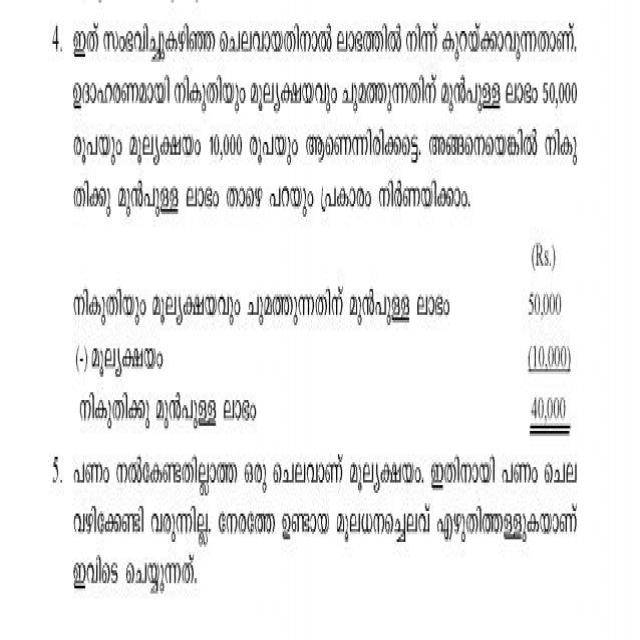 4. ഇത് സംഭവിച്ചുകഴിഞ്ഞ ചെലവായതിനാൽ ലാഭത്തിൽ നിന്ന് കുറയ്ക്കാവുന്നതാണ്.
ഉദാഹരണമായി നികുതിയും മൂല്യക്ഷയവും ചുമത്തുന്നതിന് മുൻപുള്ള ലാഭം 50,000
രൂപയും മൂല്യക്ഷയം 10,000 രൂപയും ആണെന്നിരിക്കട്ടെ. അങ്ങനെയെങ്കിൽ നികു
തിക്കു മുൻപുള്ള ലാഭം താഴെ പറയും പ്രകാരം നിർണയിക്കാം.
(Rs.)
നികുതിയും മൂല്യക്ഷയവും ചുമത്തുന്നതിന് മുൻപുള്ള ലാഭം 50,000
(-) മൂല്യക്ഷയം (10,000)
നികുതിക്കു മുൻപുള്ള ലാഭം 40,000
5. പണം നൽകേണ്ടതില്ലാത്ത ഒരു ചെലവാണ് മൂല്യക്ഷയം. ഇതിനായി പണം ചെല
വഴിക്കേണ്ടി വരുന്നില്ല. നേരത്തേ ഉണ്ടായ മൂലധനച്ചെലവ് എഴുതിത്തള്ളുകയാണ്
ഇവിടെ ചെയ്യുന്നത്.